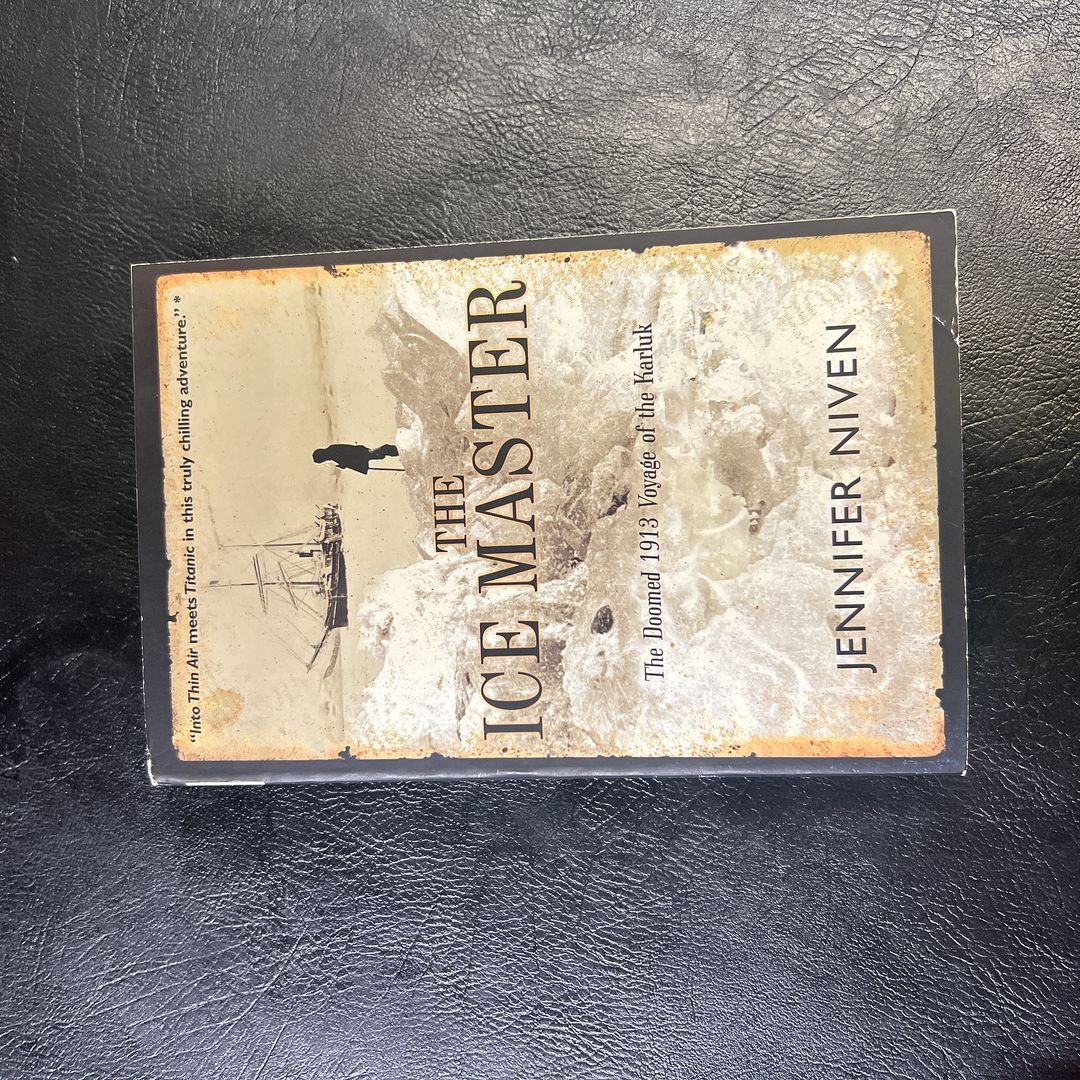 “Into Thin Air meets Titanic in this truly chilling adventure.” *
THE
ICE MASTER
The Doomed 1913 Voyage of the Karluk
JENNIFER NIVEN